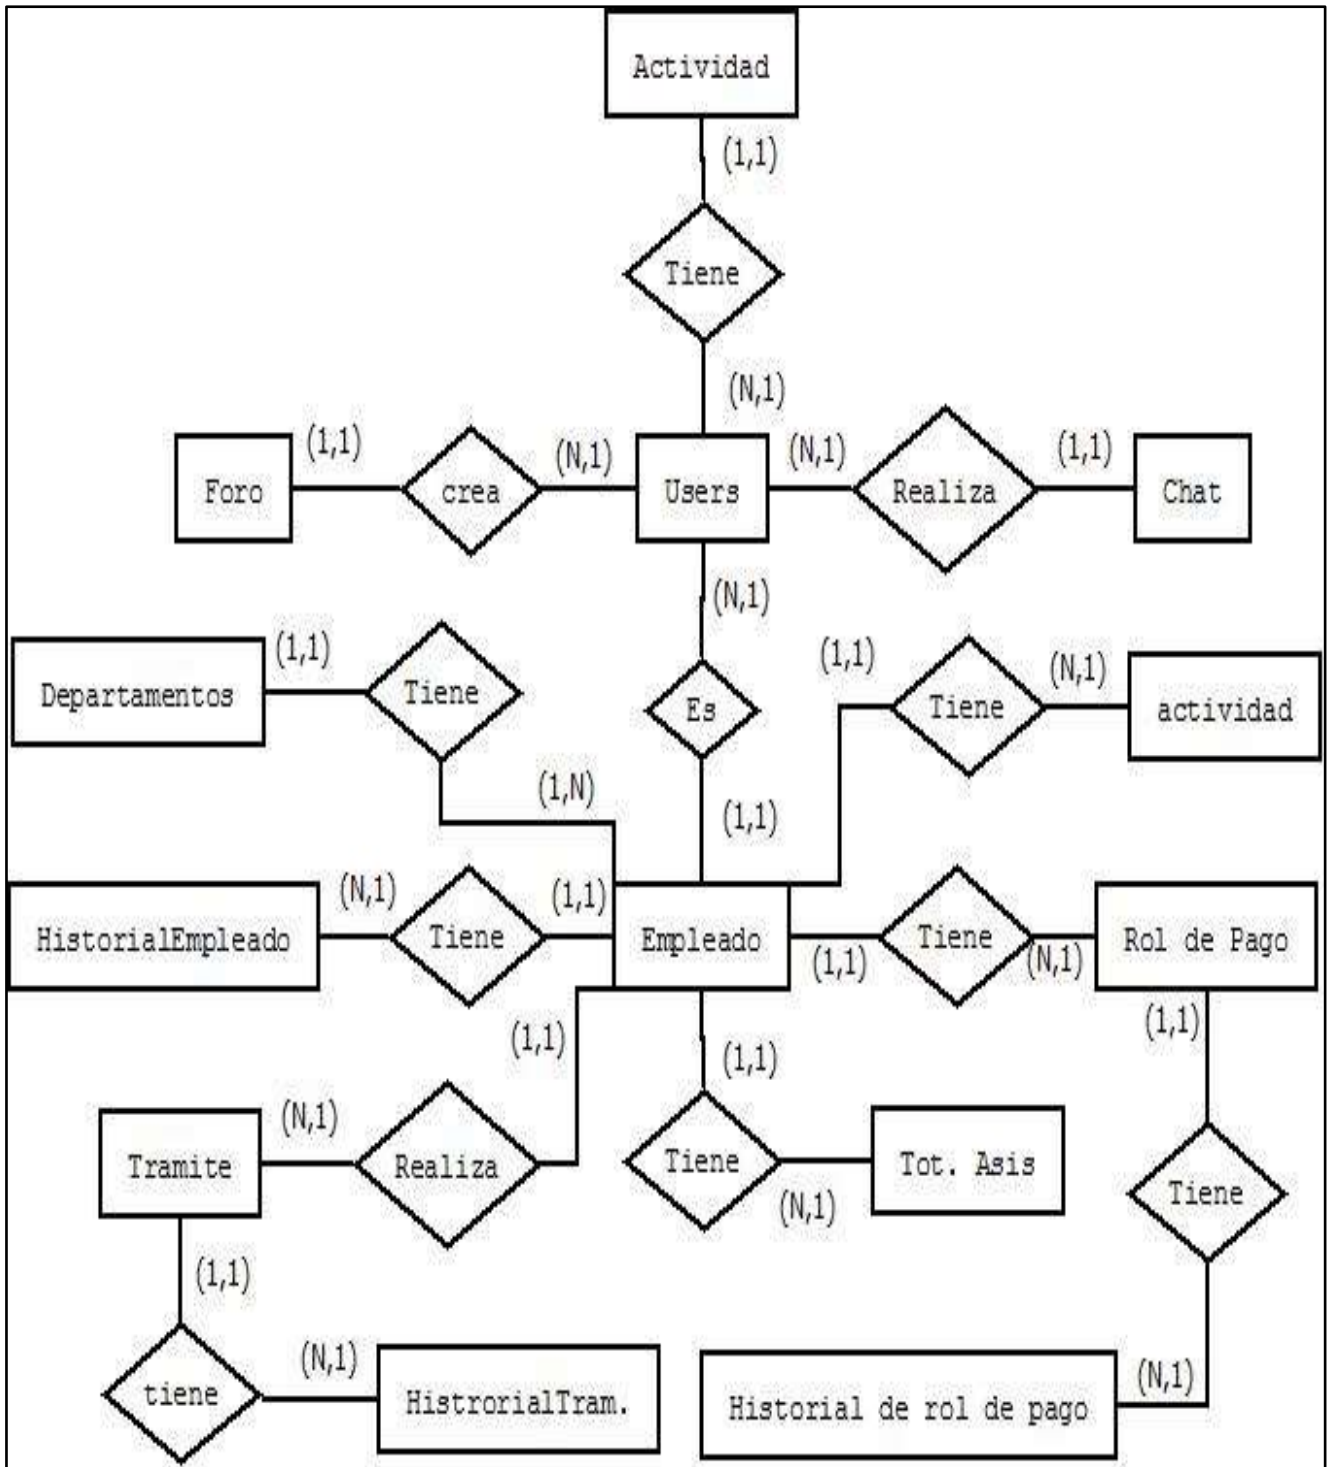 Actividad
(1,1)
Tiene
(N,1)
(1,1)
(N,1)
(N,1)
(1,1)
Foro
crea
Users
Realiza
Chat
(N,1)
(1,1)
(1,1)
(N,1)
Departamentos
Tiene
Es
Tiene
actividad
(1,N)
(1,1)
(N,1)
(1,1)
HistorialEmpleado
Tiene
Empleado
Tiene
Rol de Pago
(1,1)
(N,1)
(1,1)
(1,1)
(1,1)
(N,1)
Tramite
Realiza
Tiene
Tot. Asis
(N,1)
Tiene
(1,1)
(N,1)
(N,1)
tiene
HistrorialTram.
Historial de rol de pago